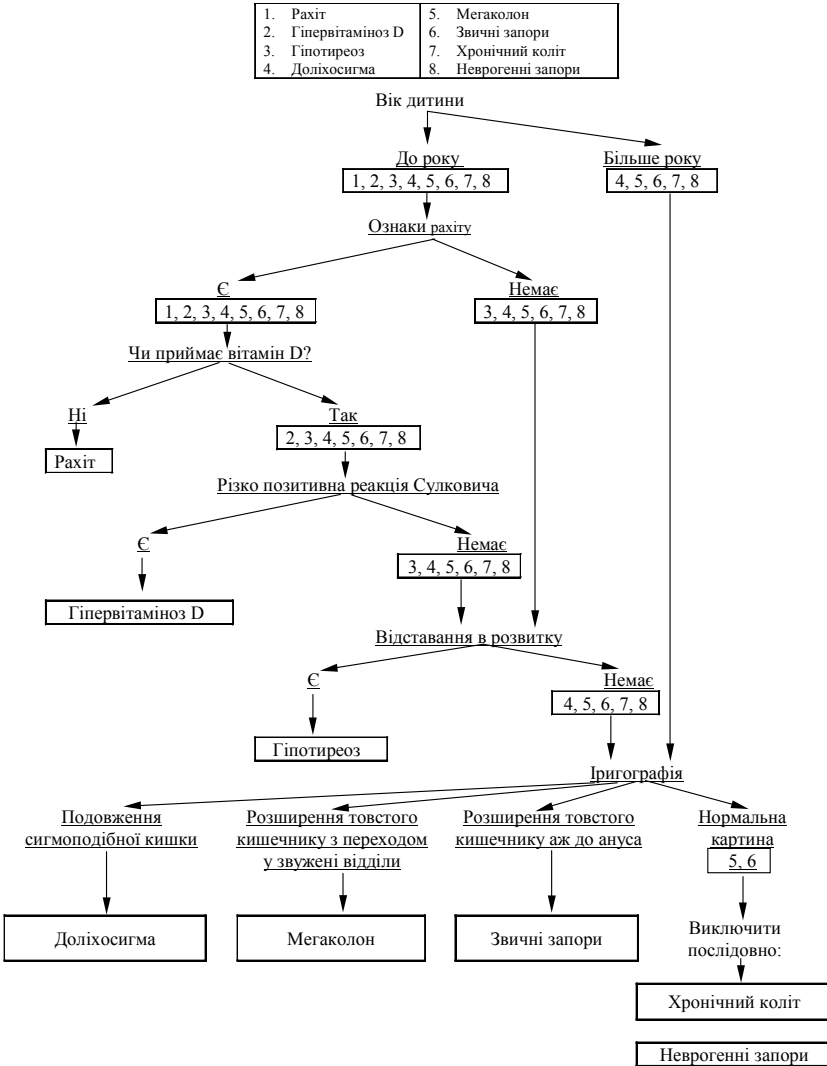 1. Рахіт
2. Гіпервітаміноз D
3. Гіпотиреоз
4. Доліхосигма
5. Мегаколон
6. Звичні запори
7. Хронічний коліт
8. Неврогенні запори
Вік дитини
До року
Більше року
1, 2, 3, 4, 5, 6, 7, 8
4, 5, 6, 7, 8
Ознаки рахіту
Є
Немає
1, 2, 3, 4, 5, 6, 7, 8
3, 4, 5, 6, 7, 8
Чи приймає вітамін D?
Ні
Так
Рахіт
2, 3, 4, 5, 6, 7, 8
Різко позитивна реакція Сулковича
Є
Немає
3, 4, 5, 6, 7, 8
Гіпервітаміноз D
Відставання в розвитку
Є
Немає
4, 5, 6, 7, 8
Гіпотиреоз
Іригографія
Подовження
сигмоподібної кишки
Розширення товстого
кишечнику з переходом
у звужені відділи
Розширення товстого
кишечнику аж до ануса
Нормальна
картина
5, 6
Доліхосигма
Мегаколон
Звичні запори
Виключити
послідовно:
Хронічний коліт
Неврогенні запори